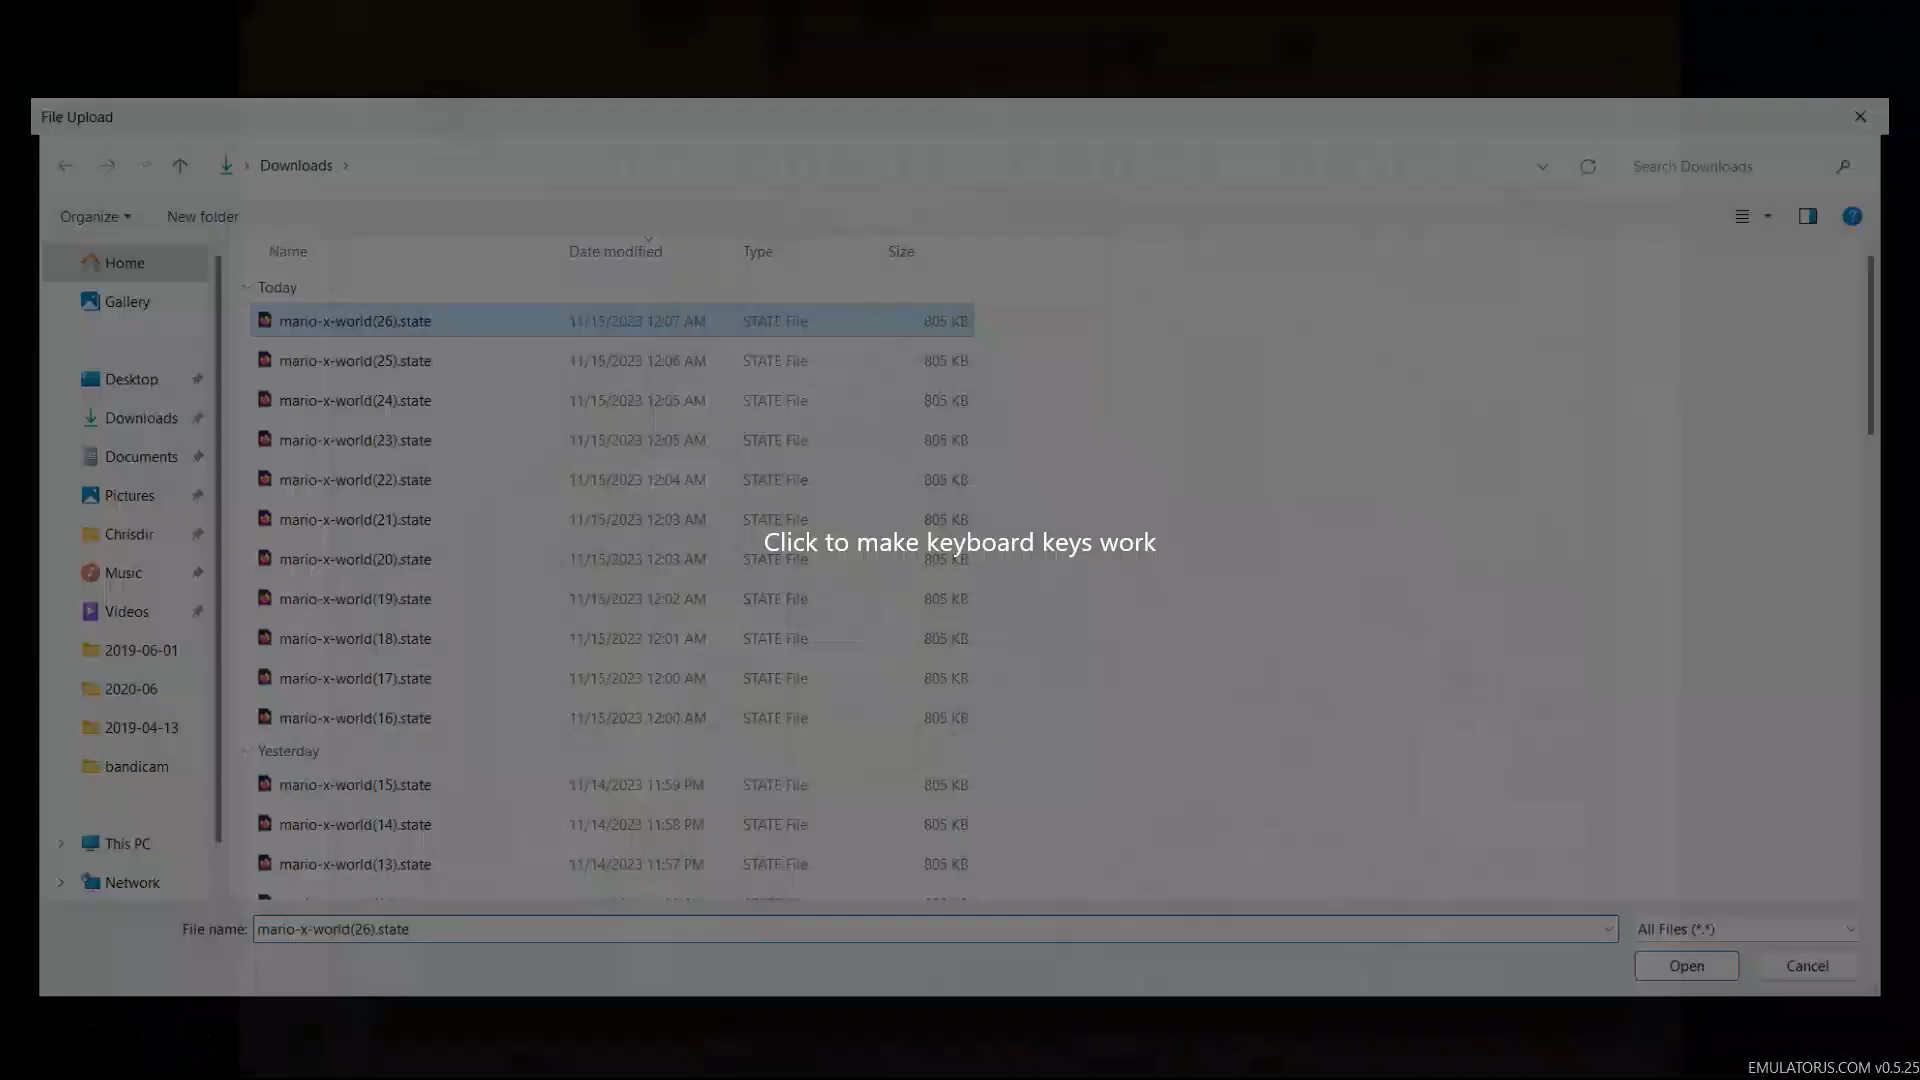 File Upload
Downloads
Search Downloads
Organize
New folder
Name Date modified Type Size
Home
Gallery
Desktop
Downloads
Documents
Pictures
Chrisdir
Music
Videos
2019-06-01
2020-06
2019-04-13
bandicam
This PC
Network
Today
mario-x-world(26).state 11/15/2023 12:07 AM STATE File 805 KB
mario-x-world(25).state 11/15/2023 12:06 AM STATE File 805 KB
mario-x-world(24).state 11/15/2023 12:05 AM STATE File 805 KB
mario-x-world(23).state 11/15/2023 12:05 AM STATE File 805 KB
mario-x-world(22).state 11/15/2023 12:04 AM STATE File 805 KB
mario-x-world(21).state 11/15/2023 12:03 AM STATE File 805 KB
Click to make keyboard keys work
mario-x-world(20).state 11/15/2023 12:03 AM STATE File 805 KB
mario-x-world(19).state 11/15/2023 12:02 AM STATE File 805 KB
mario-x-world(18).state 11/15/2023 12:01 AM STATE File 805 KB
mario-x-world(17).state 11/15/2023 12:00 AM STATE File 805 KB
mario-x-world(16).state 11/15/2023 12:00 AM STATE File 805 KB
Yesterday
mario-x-world(15).state 11/14/2023 11:59 PM STATE File 805 KB
mario-x-world(14).state 11/14/2023 11:58 PM STATE File 805 KB
mario-x-world(13).state 11/14/2023 11:57 PM STATE File 805 KB
File name: mario-x-world(26).state All Files (*.*)
Open Cancel
EMULATORJS.COM v0.5.25